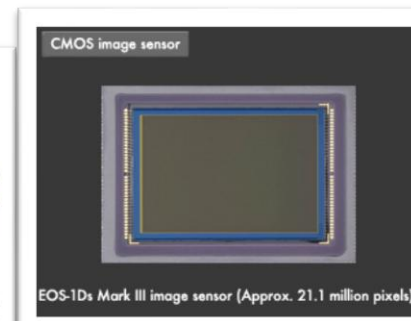 CMOS image sensor
EOS-1Ds Mark III image sensor (Approx. 21.1 million pixels)